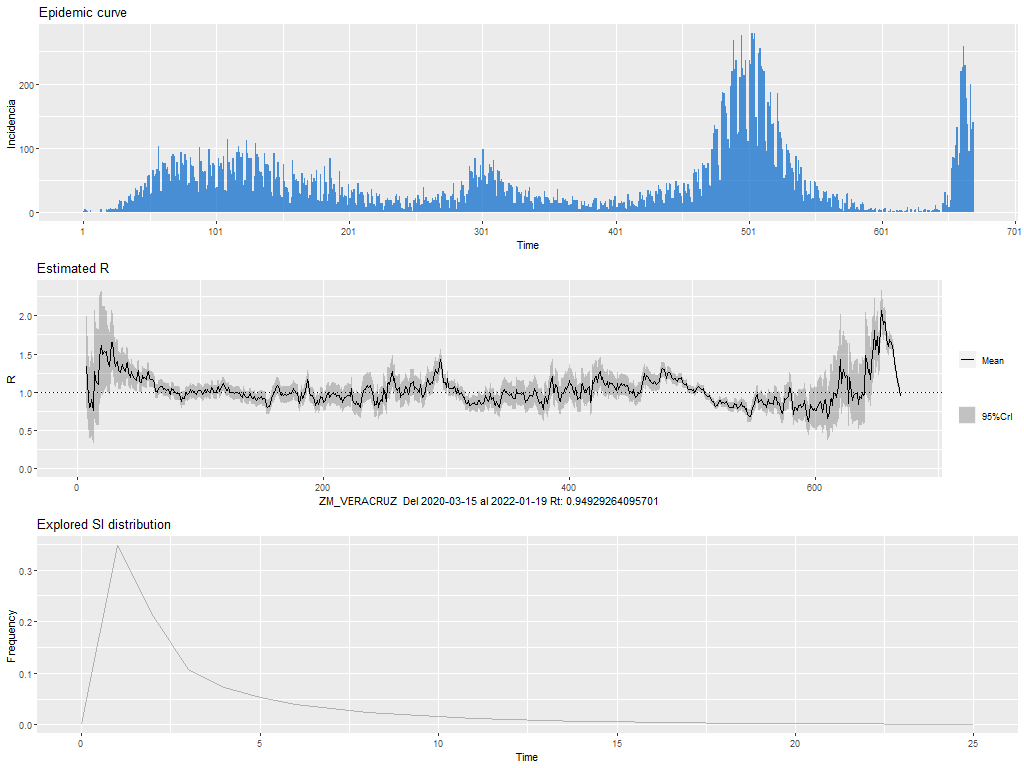 Epidemic curve
Incidencia
200
100
0
1
101
201
301
401
501
601
701
Time
Estimated R
R
2.0
1.5
1.0
0.5
0.0
0
200
400
600
Mean
95%CrI
ZM_VERACRUZ Del 2020-03-15 al 2022-01-19 Rt: 0.94929264095701
Explored SI distribution
Frequency
0.3
0.2
0.1
0.0
0
5
10
15
20
25
Time